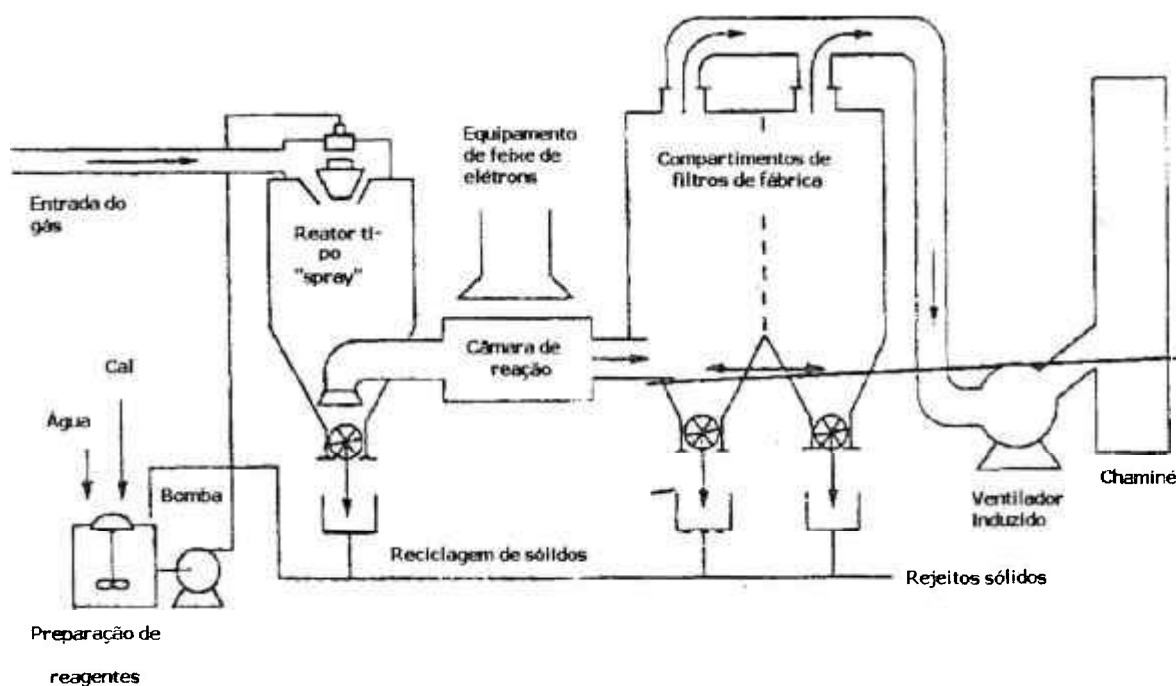 Entrada do
gás
Reator ti-
po
"spray"
Equipamento
de feixe de
elétrons
Compartimentos de
filtros de fábrica
Câmara de
reação
Cal
Água
Bomba
Preparação de
reagentes
Reciclagem de sólidos
Rejeitos sólidos
Ventilador
Induzido
Chaminé